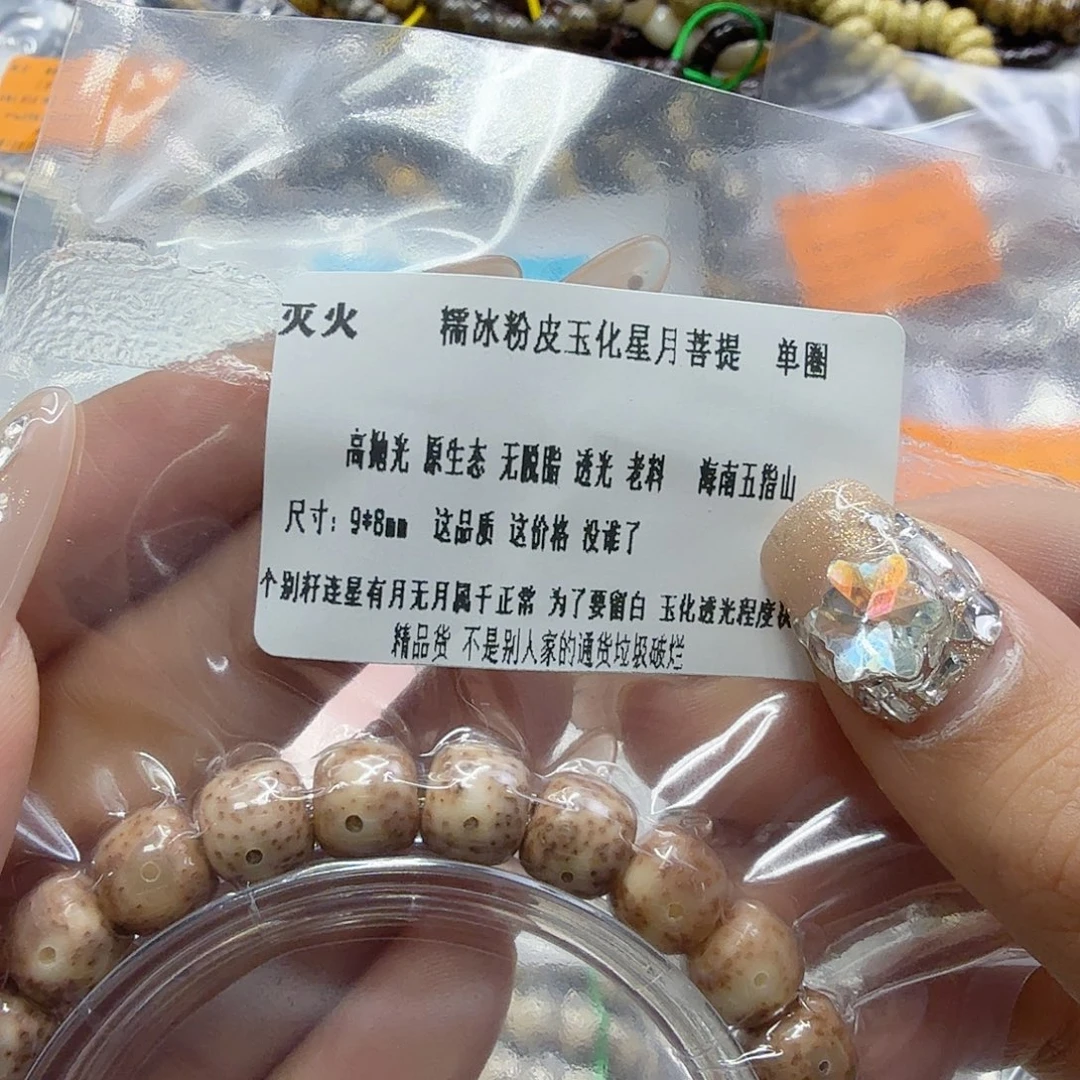 灭火 糯冰粉皮玉化星月菩提 单圈
高抛光 原生态 无脱脂 透光 老料 海南五指山
尺寸：9*8mm 这品质 这价格 没谁了
个别籽连星有月无月属于正常 为了要留白 玉化透光程度
精品货 不是别人家的通货垃圾破烂